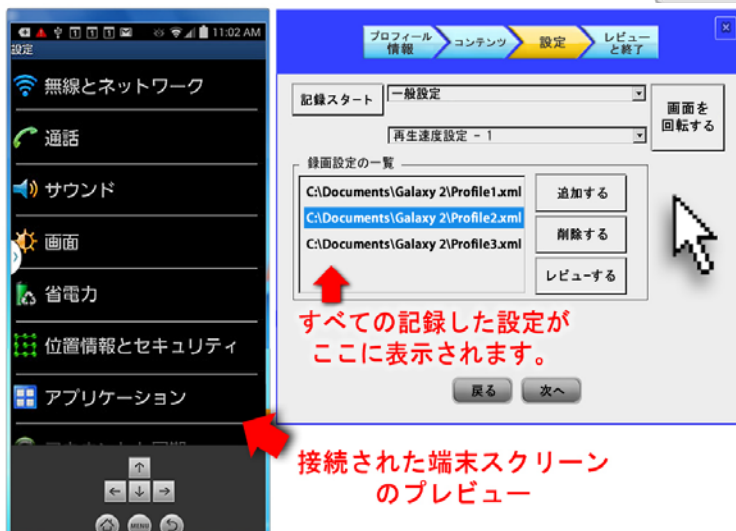 11:02 AM
設定
無線とネットワーク
通話
サウンド
画面
省電力
位置情報とセキュリティ
アプリケーション
MENU
プロフィール
情報
コンテンツ
設定
レビュー
と終了
記録スタート
一般設定
画面を
回転する
再生速度設定 - 1
録画設定の一覧
C:\Documents\Galaxy 2\Profile1.xml
C:\Documents\Galaxy 2\Profile2.xml
C:\Documents\Galaxy 2\Profile3.xml
追加する
削除する
レビューする
すべての記録した設定が
ここに表示されます。
戻る
次へ
接続された端末スクリーン
のプレビュー